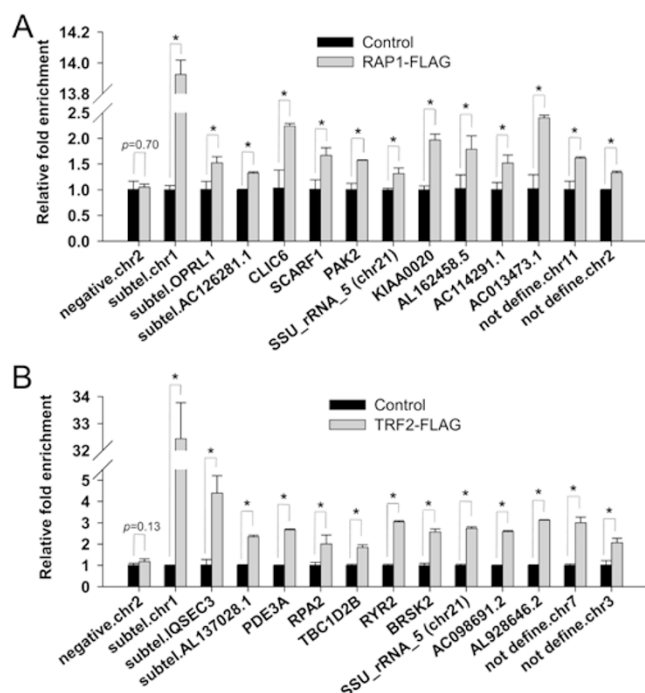 A
Relative fold enrichment
14.2
14.0
13.8
2.5
2.0
1.5
1.0
0.5
0.0
Control
RAP1-FLAG
p=0.70
*
*
*
*
*
*
*
*
*
*
*
*
*
negative.chr2
subtel.chr1
subtel.OPRL1
subtel.AC126281.1
CLIC6
SCARF1
PAK2
SSU_rRNA_5 (chr21)
KIAA0020
AL162458.5
AC114291.1
AC013473.1
not define.chr11
not define.chr2
B
Relative fold enrichment
34
33
32
5
4
3
2
1
0
Control
TRF2-FLAG
p=0.13
*
*
*
*
*
*
*
*
*
*
*
*
*
negative.chr2
subtel.chr1
subtel.IQSEC3
subtel.AL137028.1
PDE3A
RPA2
TBC1D2B
RYR2
BRSK2
SSU_rRNA_5 (chr21)
AC098691.2
AL928646.2
not define.chr7
not define.chr3